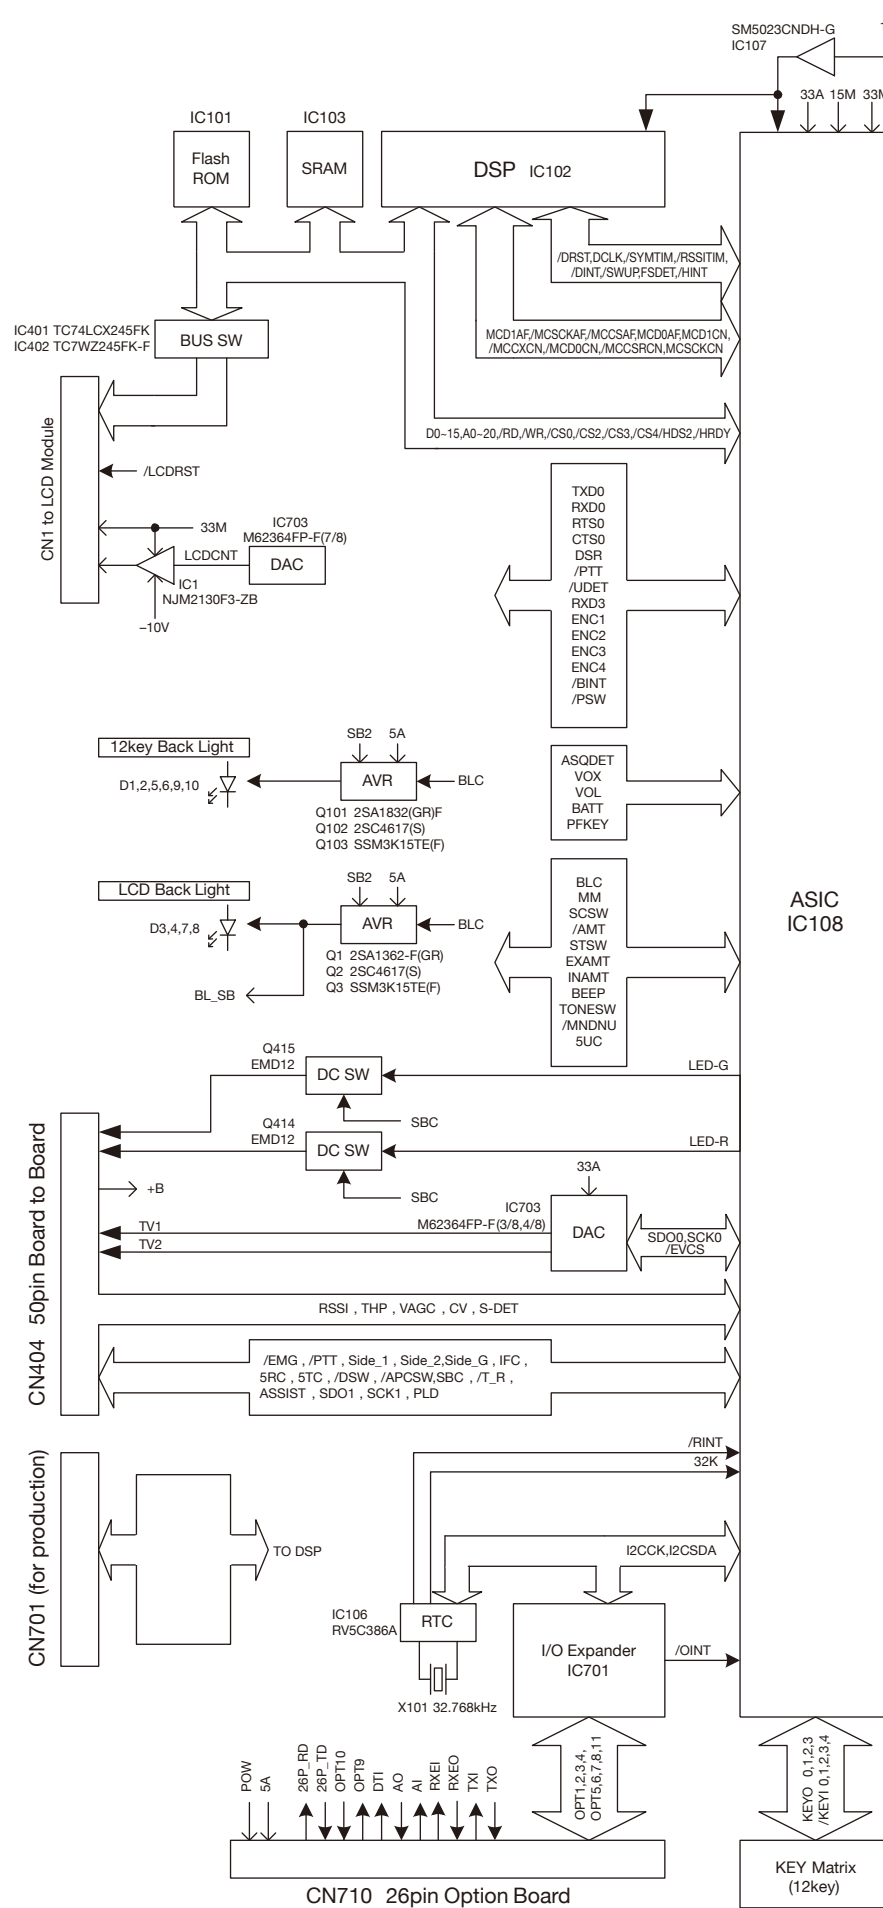 SM5023CNDH-G
IC107
33A 15M 33M
IC101
IC103
Flash
ROM
SRAM
DSP IC102
/DRST,DCLK,/SYMTIM,/RSSITIM,
/DINT,/SWUP,FSDET,/HINT
IC401 TC74LCX245FK
IC402 TC7WZ245FK-F
BUS SW
MCD1AF,/MCSCKAF,/MCCSAF,MCD0AF,MCD1CN,
/MCCXCN,/MCD0CN,/MCCSRCN,MCSCKCN
D0~15,A0~20,/RD,/WR,/CS0,/CS2,/CS3,/CS4/HDS2,/HRDY
CN1 to LCD Module
/LCDRST
33M
IC703
M62364FP-F(7/8)
LCDCNT
DAC
IC1
NJM2130F3-ZB
−10V
TXD0
RXD0
RTS0
CTS0
DSR
/PTT
/UDET
RXD3
ENC1
ENC2
ENC3
ENC4
/BINT
/PSW
12key Back Light
D1,2,5,6,9,10
SB2 5A
AVR
BLC
Q101 2SA1832(GR)F
Q102 2SC4617(S)
Q103 SSM3K15TE(F)
ASQDET
VOX
VOL
BATT
PFKEY
LCD Back Light
D3,4,7,8
SB2 5A
AVR
BLC
Q1 2SA1362-F(GR)
Q2 2SC4617(S)
Q3 SSM3K15TE(F)
BL_SB
BLC
MM
SCSW
/AMT
STSW
EXAMT
INAMT
BEEP
TONESW
/MNDNU
5UC
ASIC
IC108
Q415
EMD12
DC SW
LED-G
SBC
Q414
EMD12
DC SW
LED-R
SBC
CN404 50pin Board to Board
+B
33A
IC703
M62364FP-F(3/8,4/8)
DAC
TV1
TV2
SDO0,SCK0
/EVCS
RSSI , THP , VAGC , CV , S-DET
/EMG , /PTT , Side_1 , Side_2,Side_G , IFC ,
5RC , 5TC , /DSW , /APCSW,SBC , /T_R ,
ASSIST , SDO1 , SCK1 , PLD
CN701 (for production)
TO DSP
/RINT
32K
I2CCK,I2CSDA
IC106
RV5C386A
RTC
X101 32.768kHz
I/O Expander
IC701
/OINT
POW
5A
26P_RD
26P_TD
OPT10
OPT9
DTI
AO
AI
RXEI
RXEO
TXI
TXO
OPT1,2,3,4,
OPT5,6,7,8,11
KEYO 0,1,2,3
/KEYI 0,1,2,3,4
CN710 26pin Option Board
KEY Matrix
(12key)